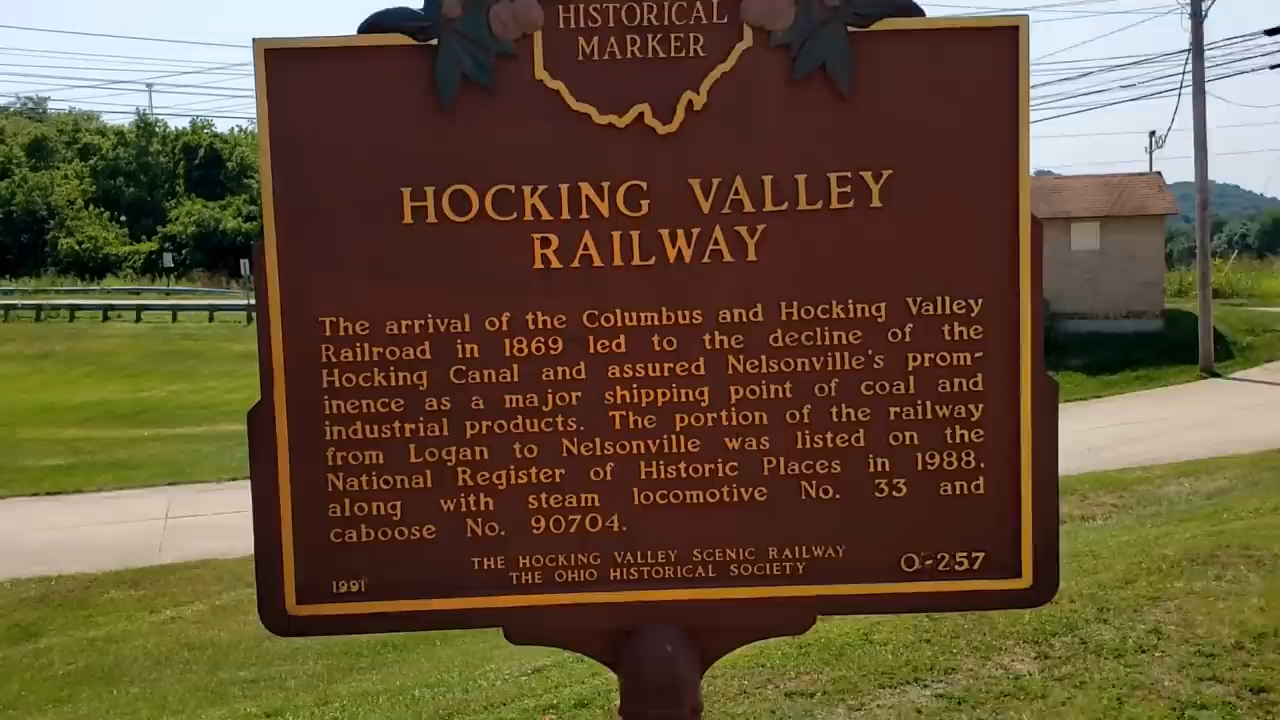 HISTORICAL
MARKER
HOCKING VALLEY
RAILWAY
The arrival of the Columbus and Hocking Valley
Railroad in 1869 led to the decline of the
Hocking Canal and assured Nelsonville's prom-
inence as a major shipping point of coal and
industrial products. The portion of the railway
from Logan to Nelsonville was listed on the
National Register of Historic Places in 1988,
along with steam locomotive No. 33 and
caboose No. 90704.
THE HOCKING VALLEY SCENIC RAILWAY
THE OHIO HISTORICAL SOCIETY
1991
O-257